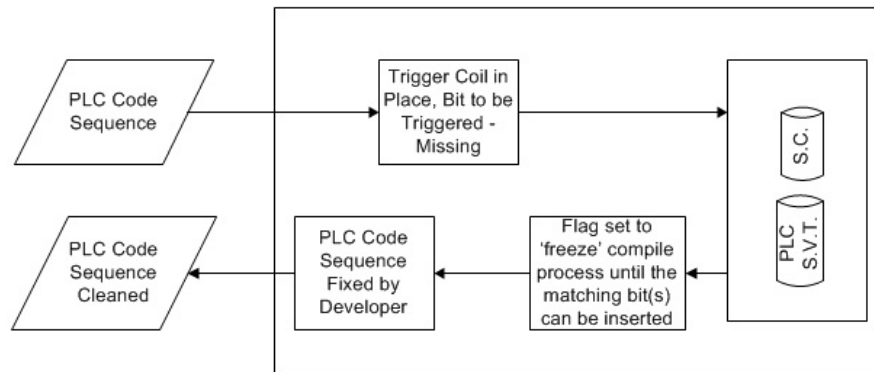 PLC Code
Sequence
Trigger Coil in
Place, Bit to be
Triggered -
Missing
S.C.
PLC
S.V.T.
Flag set to
‘freeze’ compile
process until the
matching bit(s)
can be inserted
PLC Code
Sequence
Fixed by
Developer
PLC Code
Sequence
Cleaned